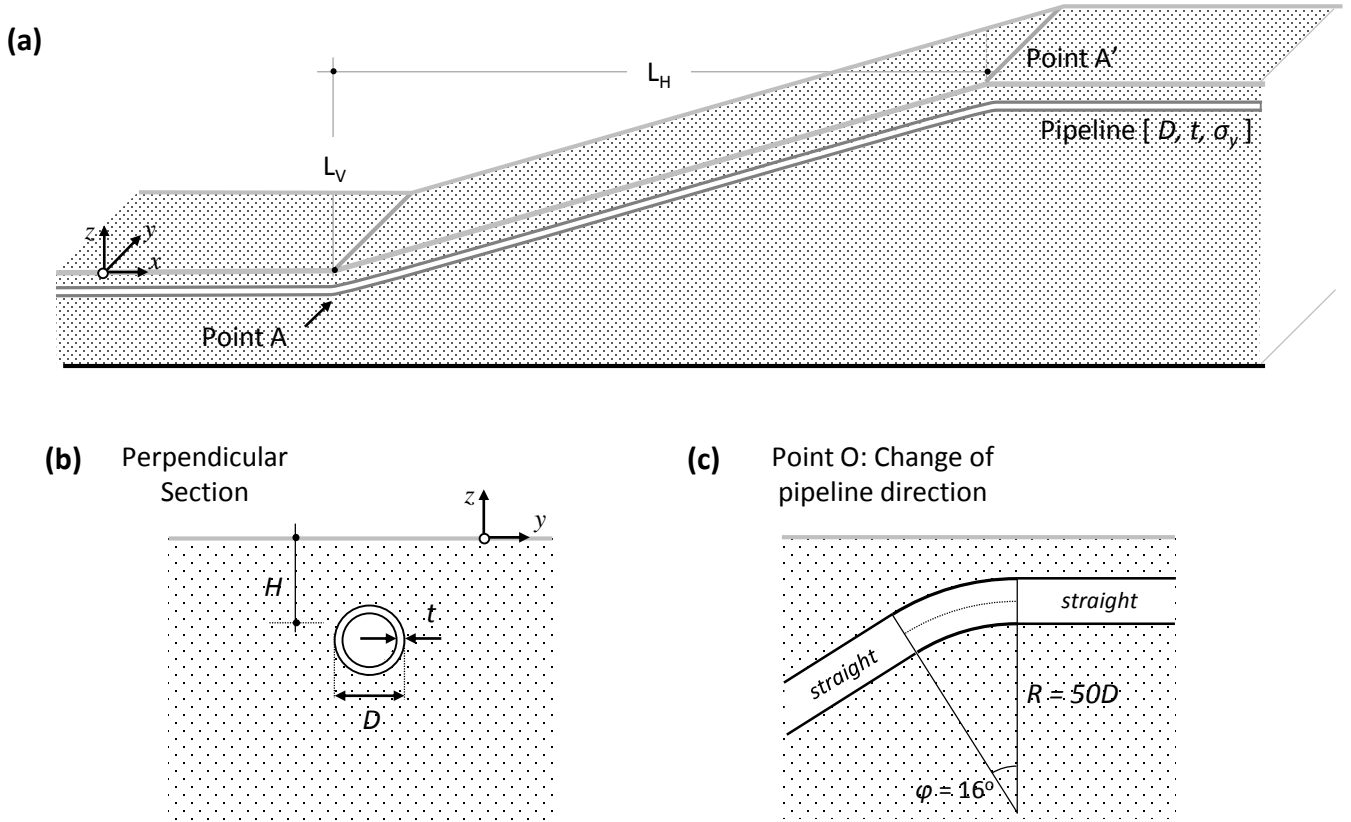 (a)
Point A'
L_H
Pipeline [ D, t, σ_y ]
L_V
z
y
x
Point A
(b) Perpendicular
Section
z
y
H
t
D
(c) Point O: Change of
pipeline direction
straight
straight
R = 50D
φ = 16°